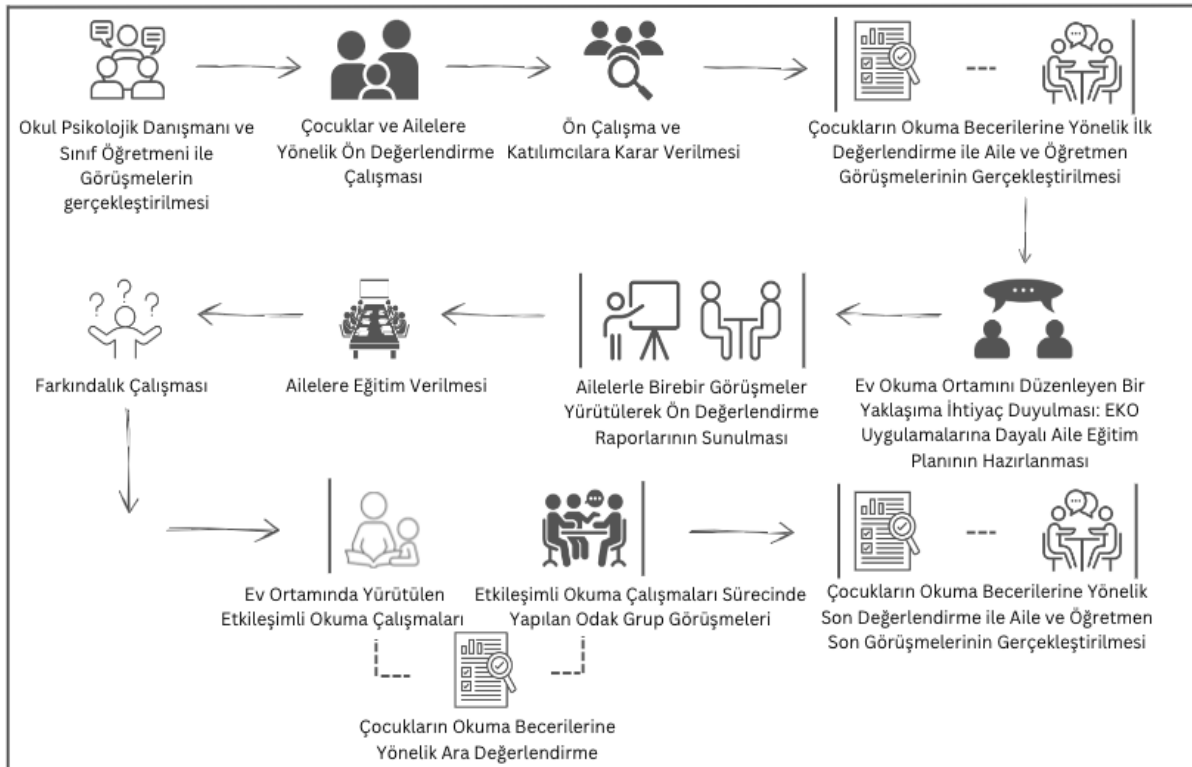 Okul Psikolojik Danışmanı ve
Sınıf Öğretmeni ile
Görüşmelerin
gerçekleştirilmesi
Çocuklar ve Ailelere
Yönelik Ön Değerlendirme
Çalışması
Ön Çalışma ve
Katılımcılara Karar Verilmesi
Çocukların Okuma Becerilerine Yönelik İlk
Değerlendirme ile Aile ve Öğretmen
Görüşmelerinin Gerçekleştirilmesi
Ev Okuma Ortamını Düzenleyen Bir
Yaklaşıma İhtiyaç Duyulması: EKO
Uygulamalarına Dayalı Aile Eğitim
Planının Hazırlanması
Ailelerle Birebir Görüşmeler
Yürütülerek Ön Değerlendirme
Raporlarının Sunulması
Ailelere Eğitim Verilmesi
Farkındalık Çalışması
Ev Ortamında Yürütülen
Etkileşimli Okuma Çalışmaları
Etkileşimli Okuma Çalışmaları Sürecinde
Yapılan Odak Grup Görüşmeleri
Çocukların Okuma Becerilerine Yönelik
Son Değerlendirme ile Aile ve Öğretmen
Son Görüşmelerinin Gerçekleştirilmesi
Çocukların Okuma Becerilerine
Yönelik Ara Değerlendirme